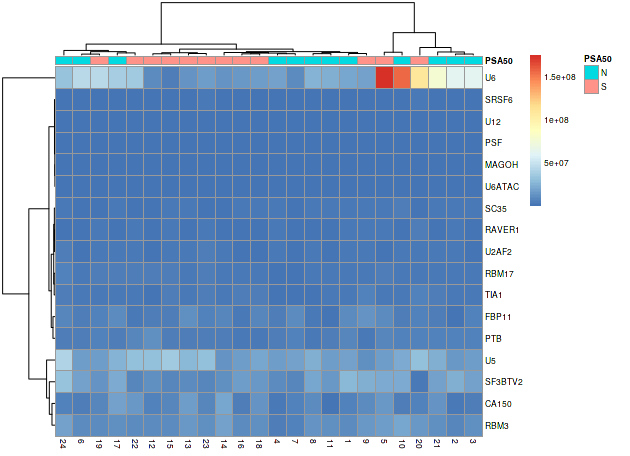 PSA50
U6
SRSF6
U12
PSF
MAGOH
U6ATAC
SC35
RAVER1
U2AF2
RBM17
TIA1
FBP11
PTB
U5
SF3BTV2
CA150
RBM3
24 6 19 17 22 12 15 13 23 14 16 18 4 7 8 11 1 9 5 10 20 21 2 3
1.5e+08
1e+08
5e+07
PSA50
N
S